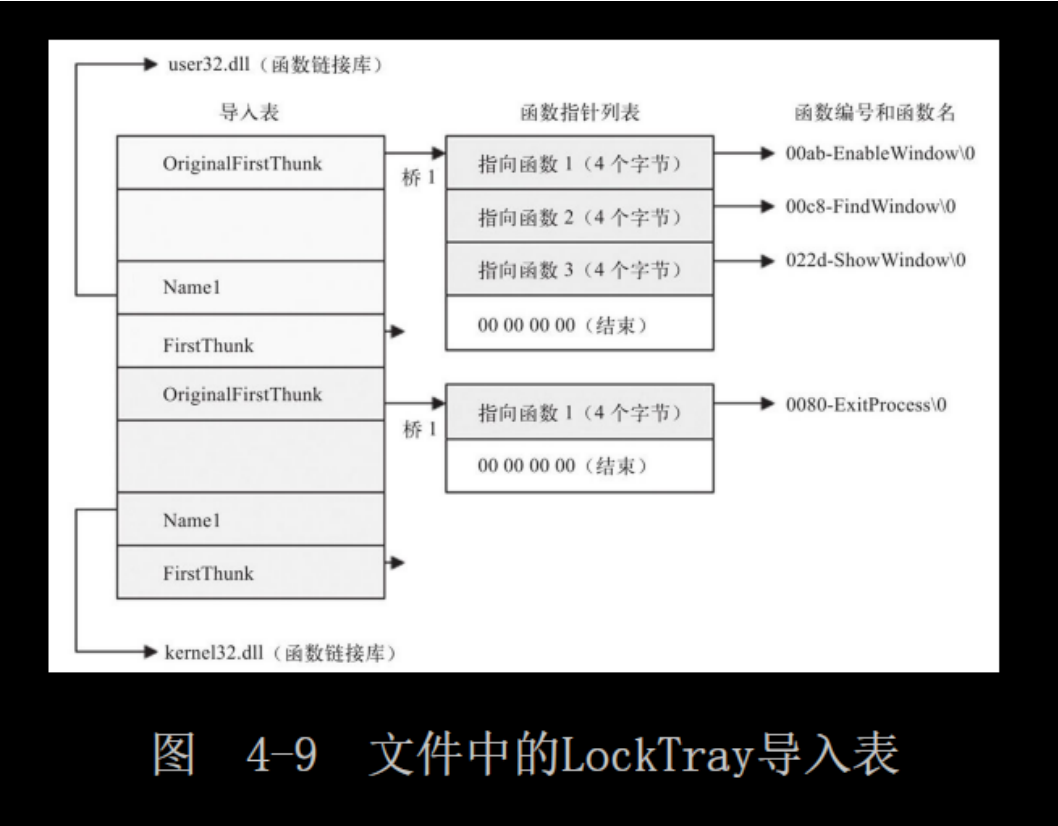 user32.dll（函数链接库）
导入表
函数指针列表
函数编号和函数名
OriginalFirstThunk
桥 1
指向函数 1（4 个字节）
00ab-EnableWindow\0
指向函数 2（4 个字节）
00c8-FindWindow\0
指向函数 3（4 个字节）
022d-ShowWindow\0
Name1
00 00 00 00（结束）
FirstThunk
OriginalFirstThunk
桥 1
指向函数 1（4 个字节）
0080-ExitProcess\0
00 00 00 00（结束）
Name1
FirstThunk
kernel32.dll（函数链接库）
图 4-9 文件中的LockTray导入表